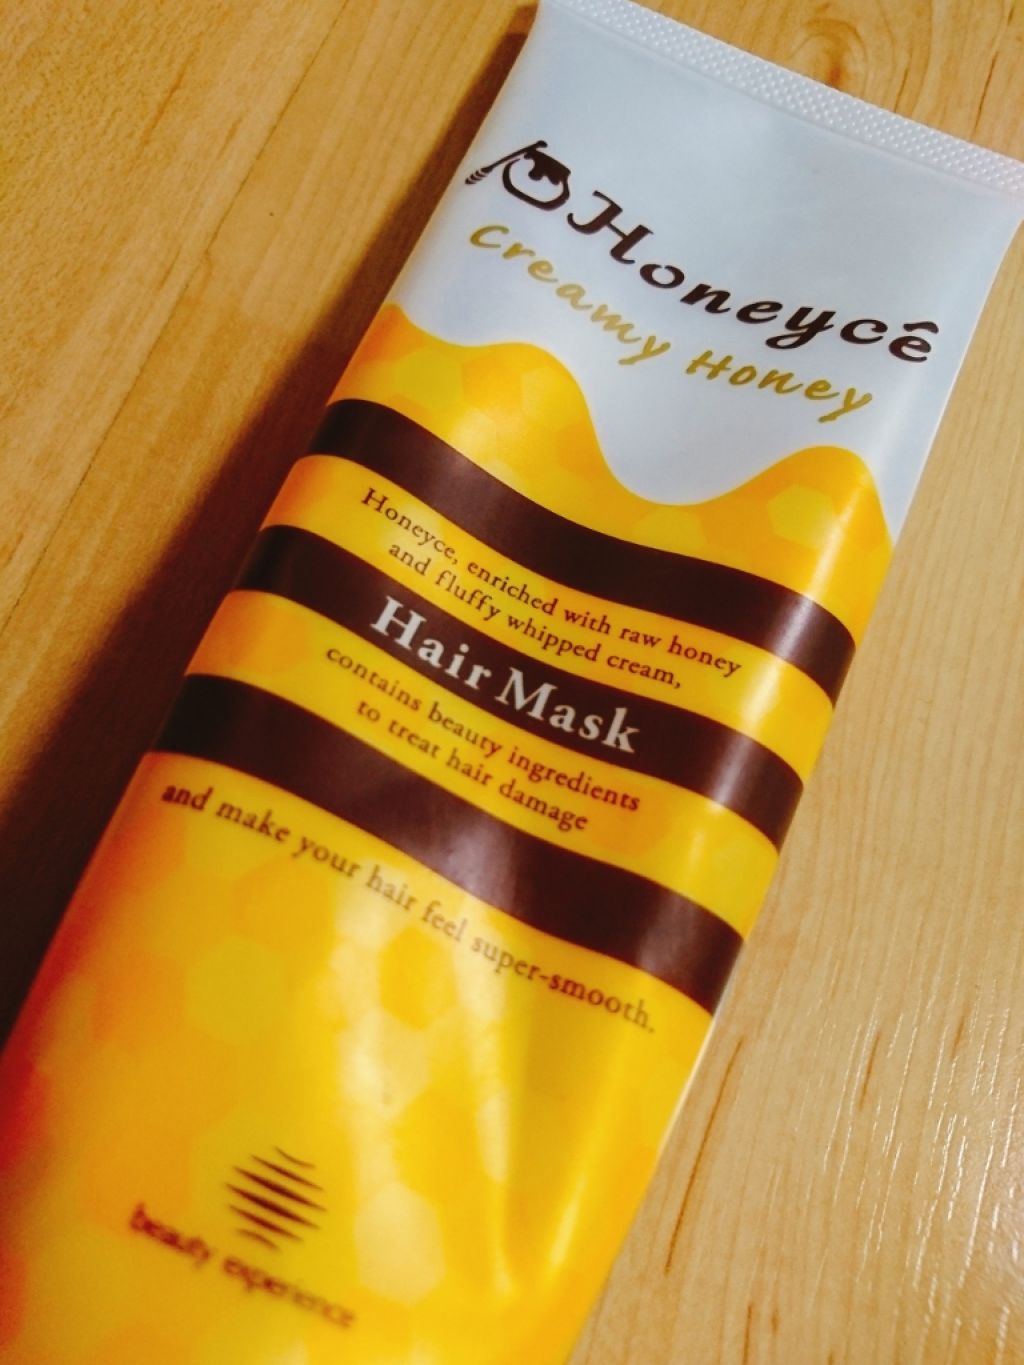 Honeycê
Creamy Honey
Honeyce, enriched with raw honey
and fluffy whipped cream,
Hair Mask
contains beauty ingredients
to treat hair damage
and make your hair feel super-smooth.
beauty experience